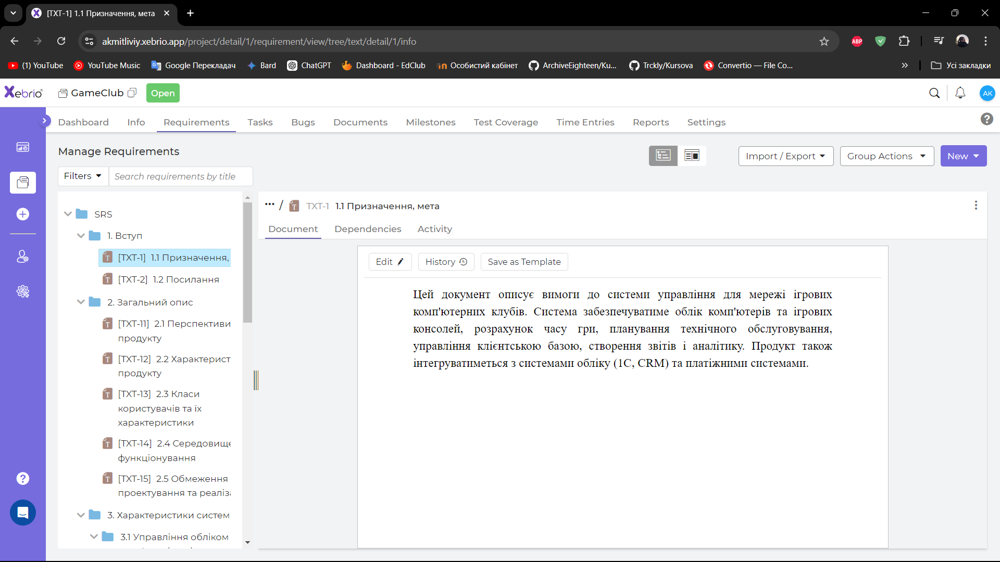 [TXT-1] 1.1 Призначення, мета
akmitliviy.xebrio.app/project/detail/1/requirement/view/tree/text/detail/1/info
ABP
(1) YouTube
YouTube Music
Google Перекладач
Bard
ChatGPT
Dashboard - EdClub
Особистий кабінет
ArchiveEighteen/Ku...
Trckly/Kursova
Convertio — File Co...
Усі закладки
Xebrio
GameClub
Open
AK
Dashboard
Info
Requirements
Tasks
Bugs
Documents
Milestones
Test Coverage
Time Entries
Reports
Settings
Manage Requirements
Import / Export
Group Actions
New
Filters
Search requirements by title
SRS
1. Вступ
[TXT-1] 1.1 Призначення,
[TXT-2] 1.2 Посилання
2. Загальний опис
[TXT-11] 2.1 Перспективи
продукту
[TXT-12] 2.2 Характерист
продукту
[TXT-13] 2.3 Класи
користувачів та їх
характеристики
[TXT-14] 2.4 Середовище
функціонування
[TXT-15] 2.5 Обмеження
проектування та реаліза
3. Характеристики систем
3.1 Управління обліком
... / TXT-1 1.1 Призначення, мета
Document
Dependencies
Activity
Edit
History
Save as Template
Цей документ описує вимоги до системи управління для мережі ігрових
комп'ютерних клубів. Система забезпечуватиме облік комп'ютерів та ігрових
консолей, розрахунок часу гри, планування технічного обслуговування,
управління клієнтською базою, створення звітів і аналітику. Продукт також
інтегруватиметься з системами обліку (1С, CRM) та платіжними системами.